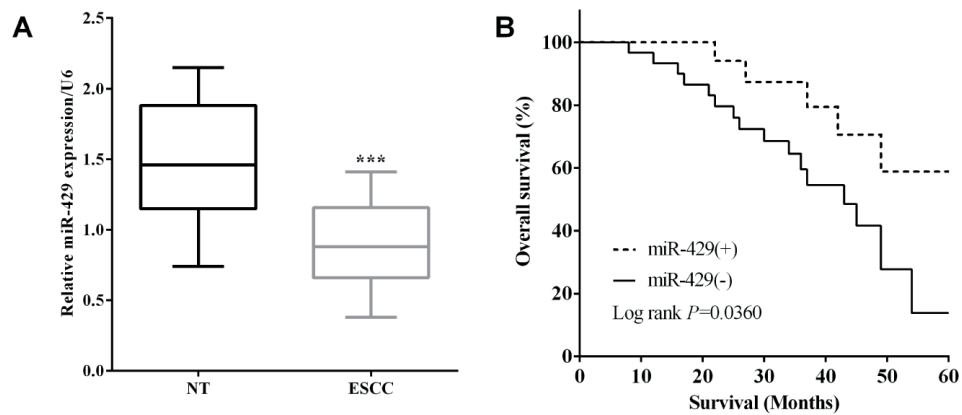 A
Relative miR-429 expression/U6
2.5
2.0
1.5
1.0
0.5
0.0
***
NT
ESCC
B
Overall survival (%)
100
80
60
40
20
0
miR-429(+)
miR-429(-)
Log rank P=0.0360
0 10 20 30 40 50 60
Survival (Months)